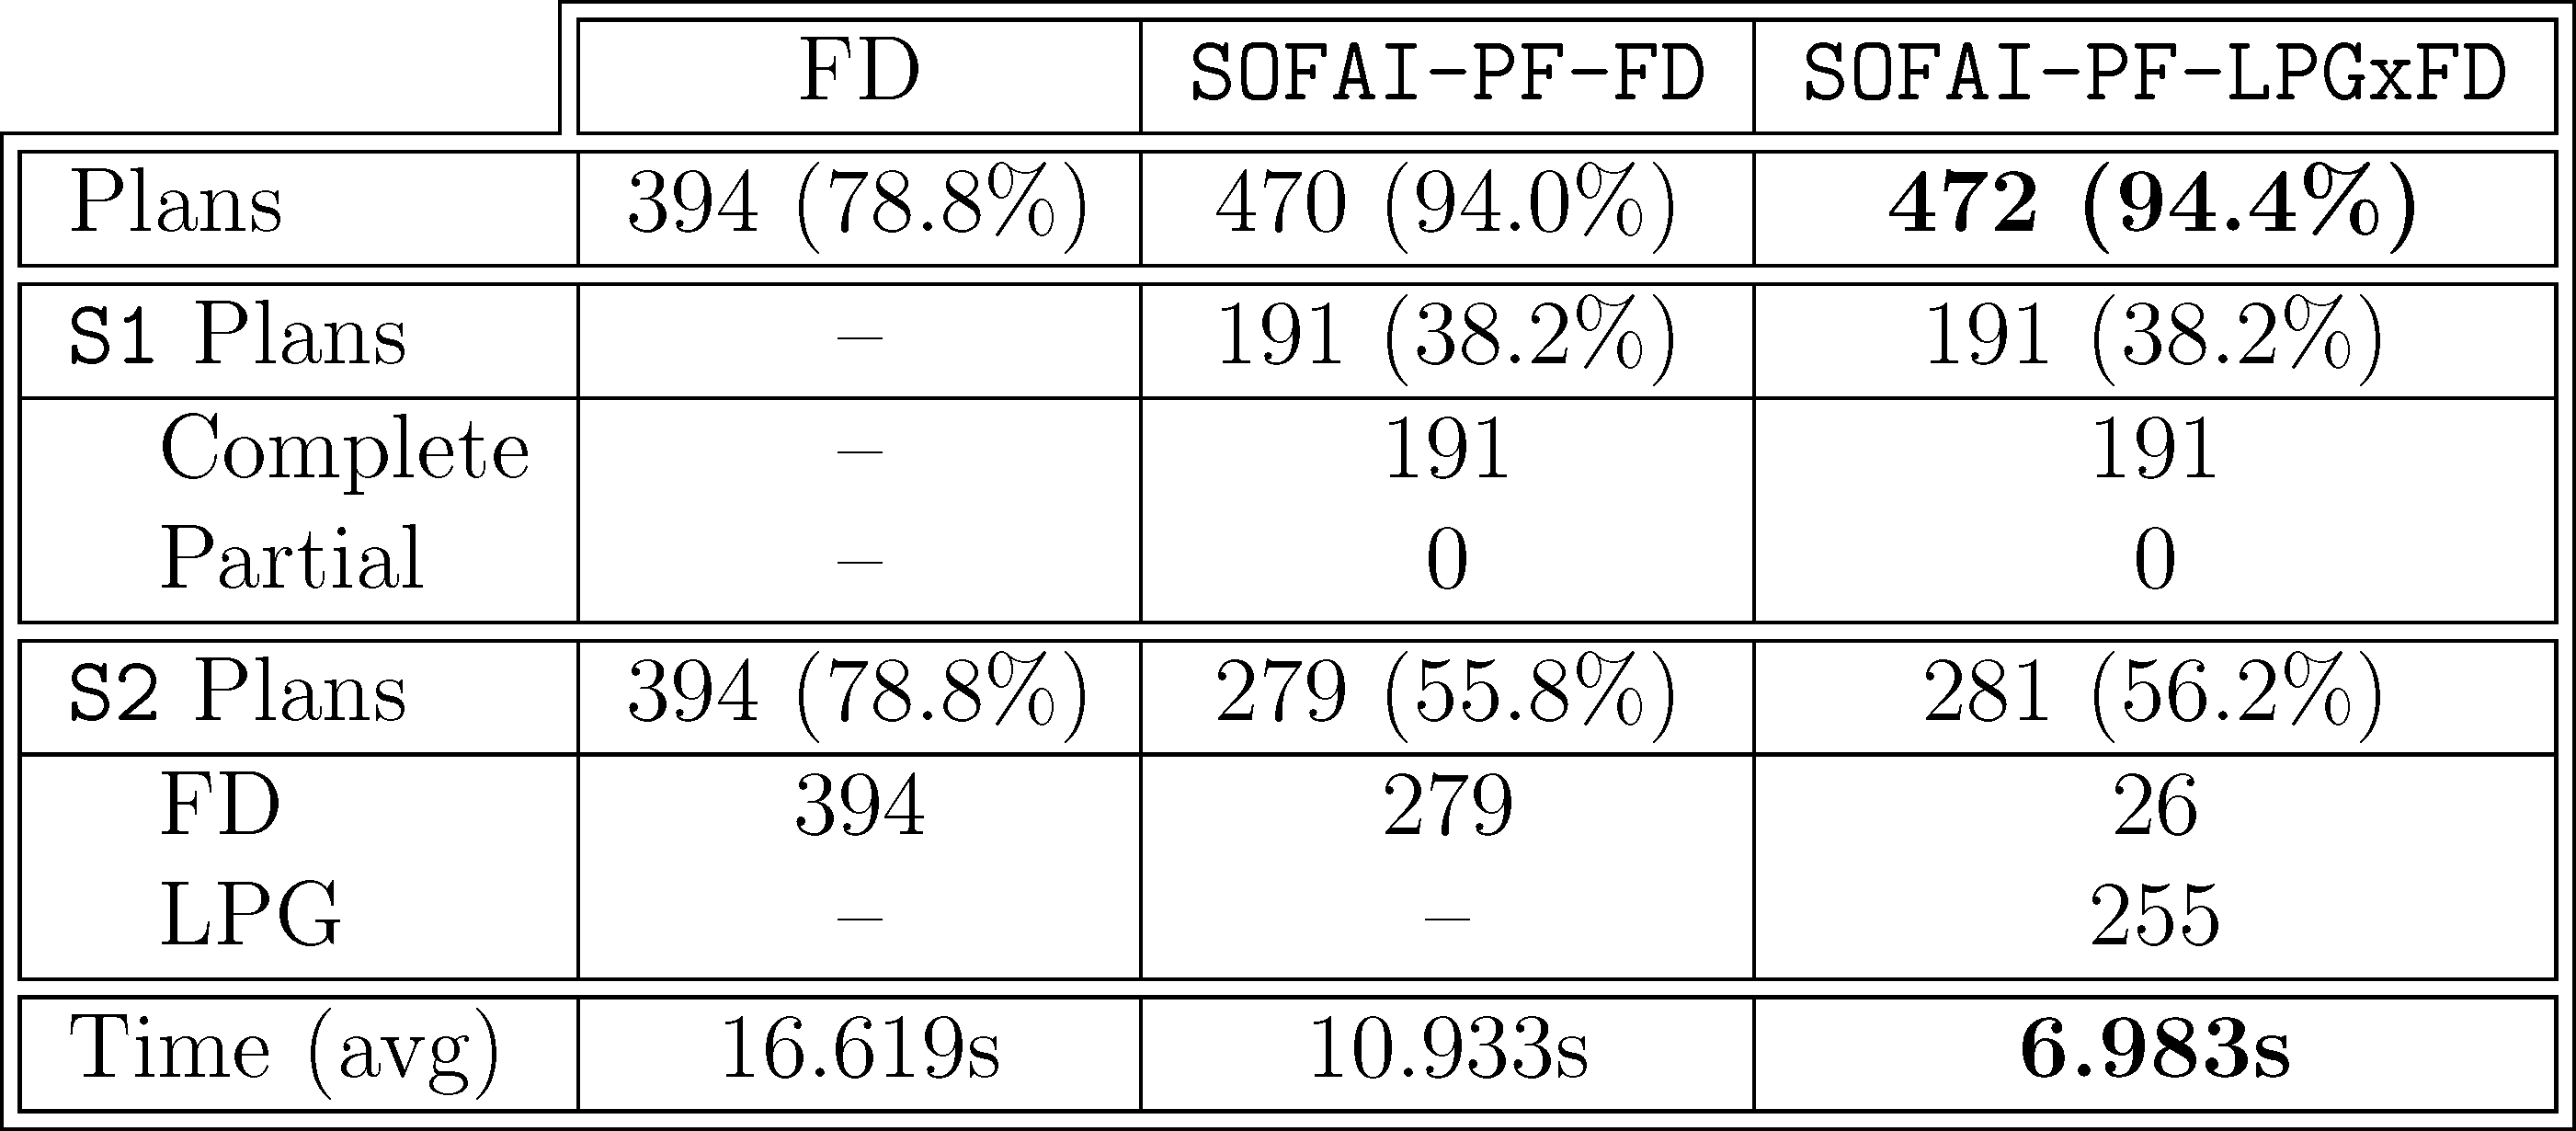 FD SOFAI-PF-FD SOFAI-PF-LPGxFD
Plans 394 (78.8%) 470 (94.0%) 472 (94.4%)
S1 Plans – 191 (38.2%) 191 (38.2%)
Complete – 191 191
Partial – 0 0
S2 Plans 394 (78.8%) 279 (55.8%) 281 (56.2%)
FD 394 279 26
LPG – – 255
Time (avg) 16.619s 10.933s 6.983s